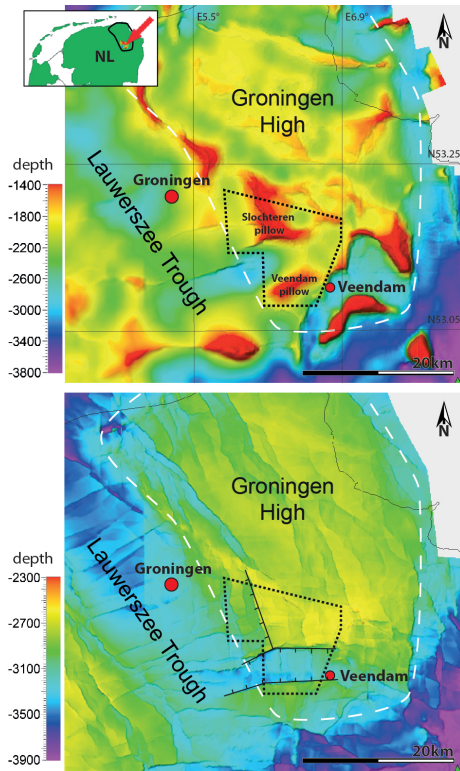 NL
E5.5°
E6.9°
N
Groningen
High
N53.25
depth
-1400
-1800
-2200
-2600
-3000
-3400
-3800
Groningen
Lauwerszee Trough
Slochteren
pillow
Veendam
pillow
Veendam
N53.05
20km
N
Groningen
High
depth
-2300
-2700
-3100
-3500
-3900
Groningen
Lauwerszee Trough
Veendam
20km